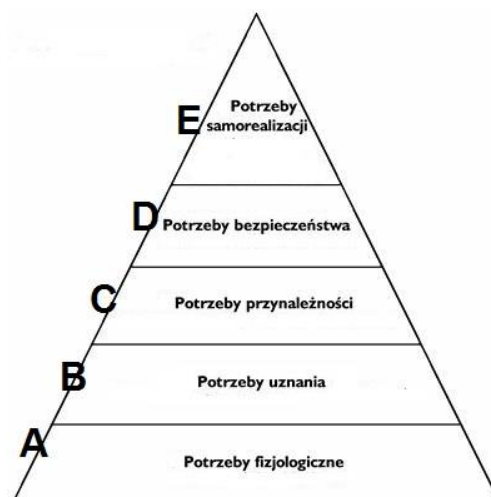 E
Potrzeby
samorealizacji
D
Potrzeby bezpieczeństwa
C
Potrzeby przynależności
B
Potrzeby uznania
A
Potrzeby fizjologiczne